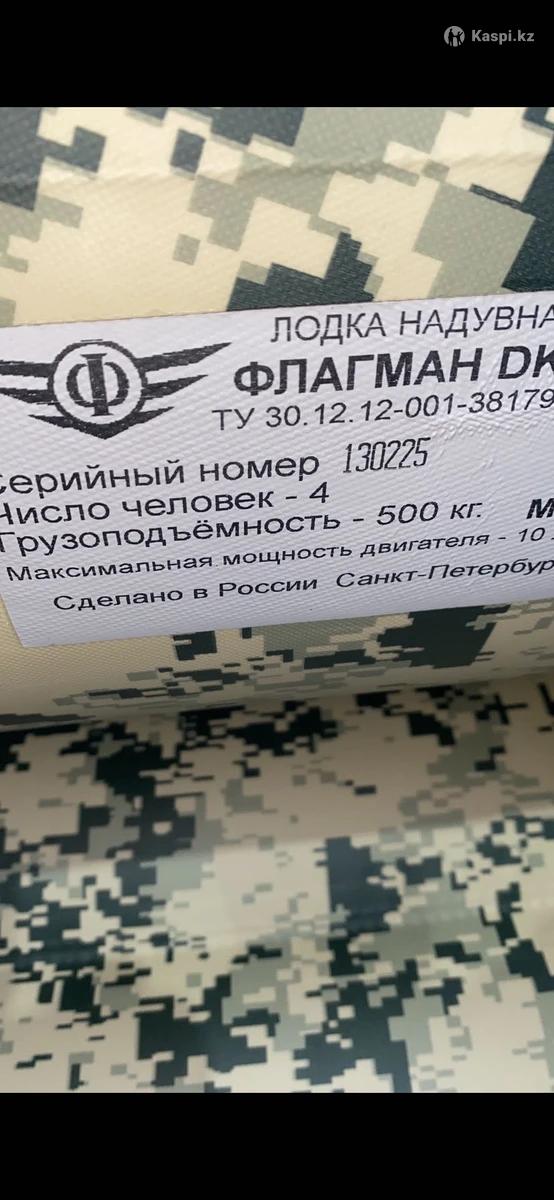 Kaspi.kz
ЛОДКА НАДУВНА
ФЛАГМАН DK
ТУ 30.12.12-001-38179
Серийный номер 130225
Число человек - 4
Грузоподъёмность - 500 кг. М
Максимальная мощность двигателя - 10
Сделано в России Санкт-Петербур